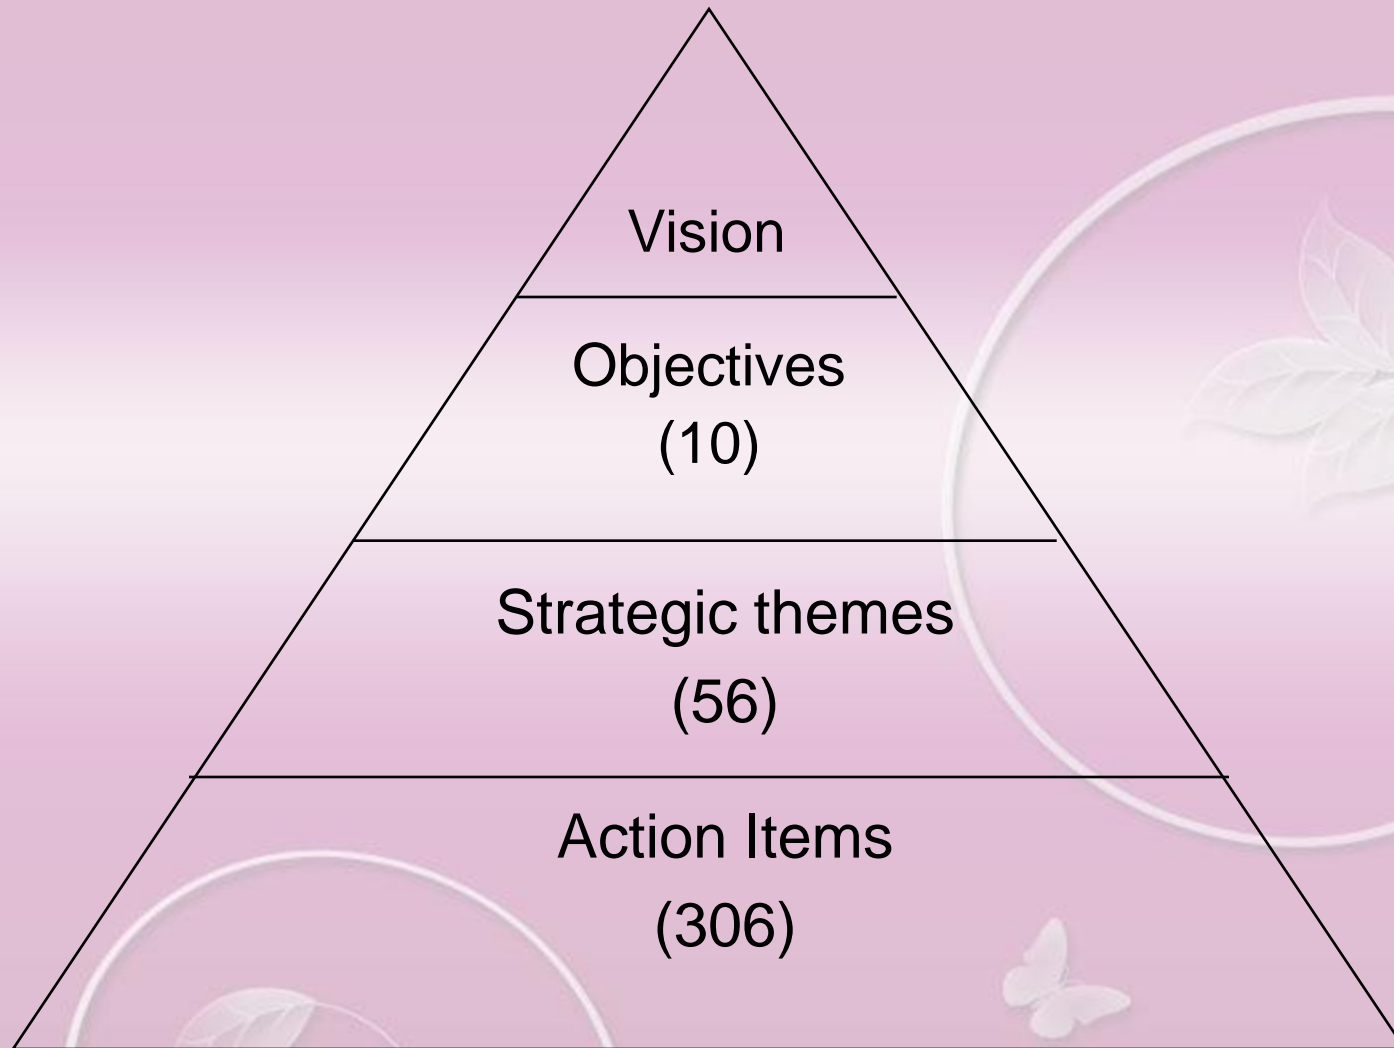 Vision
Objectives
(10)
Strategic themes
(56)
Action Items
(306)